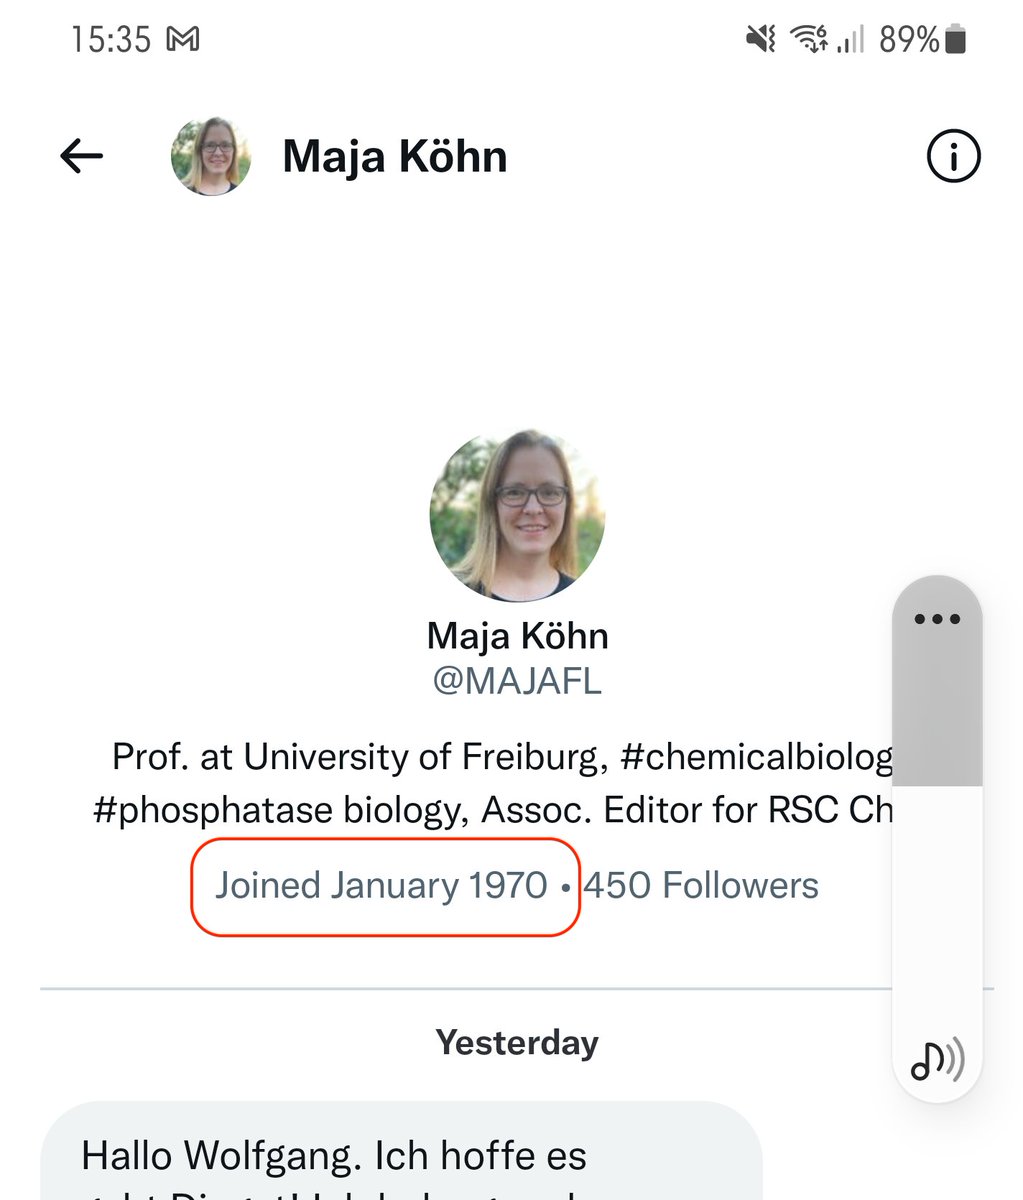 15:35 89%
Maja Köhn
Maja Köhn
@MAJAFL
Prof. at University of Freiburg, #chemicalbiolog
#phosphatase biology, Assoc. Editor for RSC Ch
Joined January 1970 • 450 Followers
Yesterday
Hallo Wolfgang. Ich hoffe es